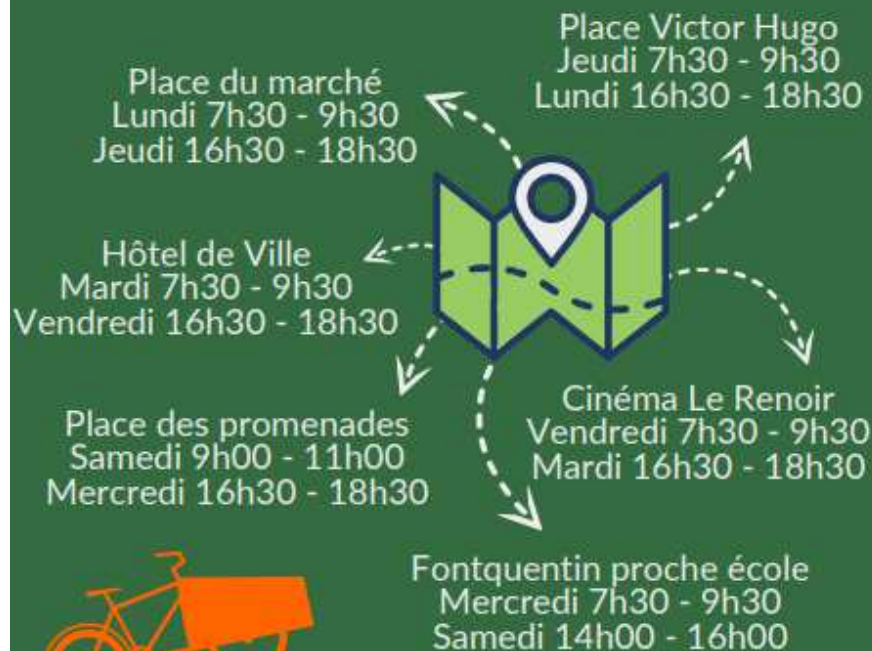 Place du marché
Lundi 7h30 - 9h30
Jeudi 16h30 - 18h30
Place Victor Hugo
Jeudi 7h30 - 9h30
Lundi 16h30 - 18h30
Hôtel de Ville
Mardi 7h30 - 9h30
Vendredi 16h30 - 18h30
Cinéma Le Renoir
Vendredi 7h30 - 9h30
Mardi 16h30 - 18h30
Place des promenades
Samedi 9h00 - 11h00
Mercredi 16h30 - 18h30
Fontquentin proche école
Mercredi 7h30 - 9h30
Samedi 14h00 - 16h00